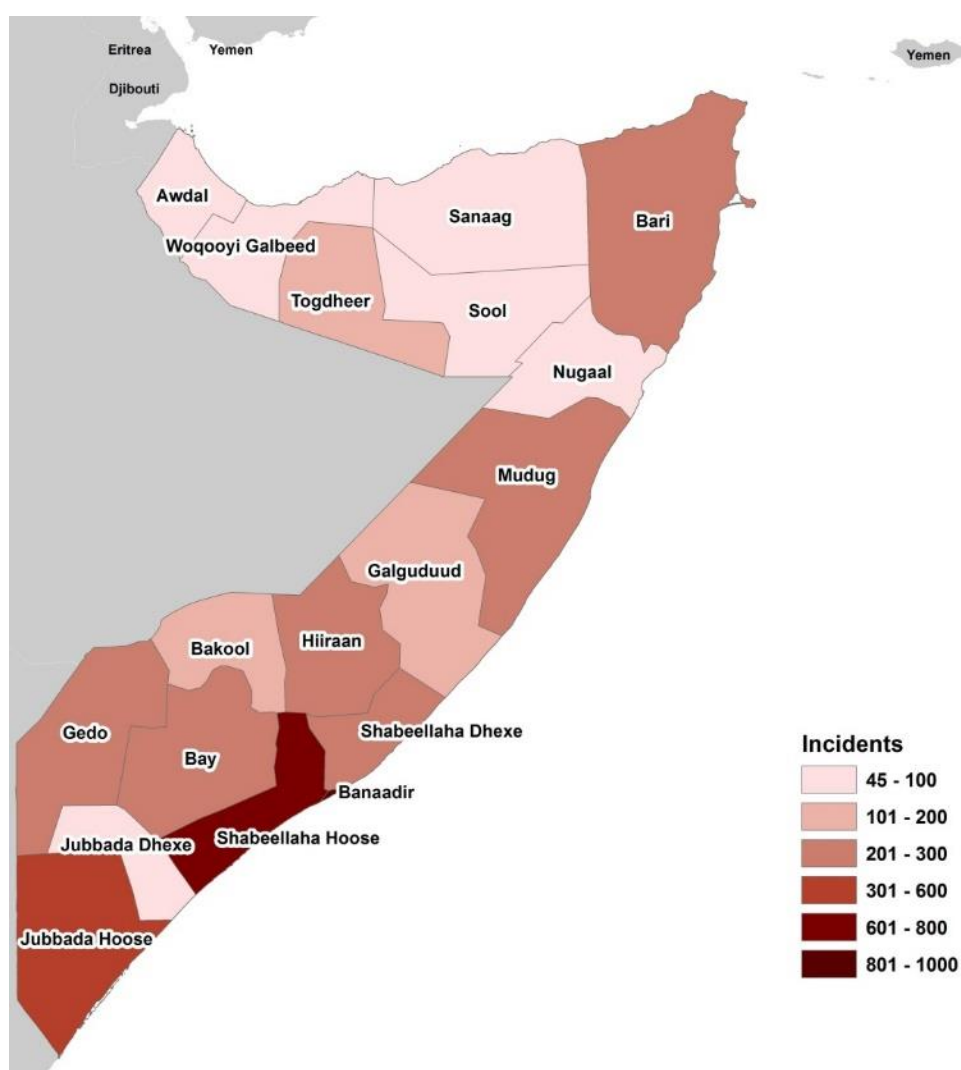 Eritrea
Yemen
Yemen
Djibouti
Awdal
Sanaag
Bari
Woqooyi Galbeed
Togdheer
Sool
Nugaal
Mudug
Galguduud
Hiiraan
Bakool
Gedo
Shabeellaha Dhexe
Bay
Banaadir
Shabeellaha Hoose
Jubbada Dhexe
Jubbada Hoose
Incidents
45 - 100
101 - 200
201 - 300
301 - 600
601 - 800
801 - 1000